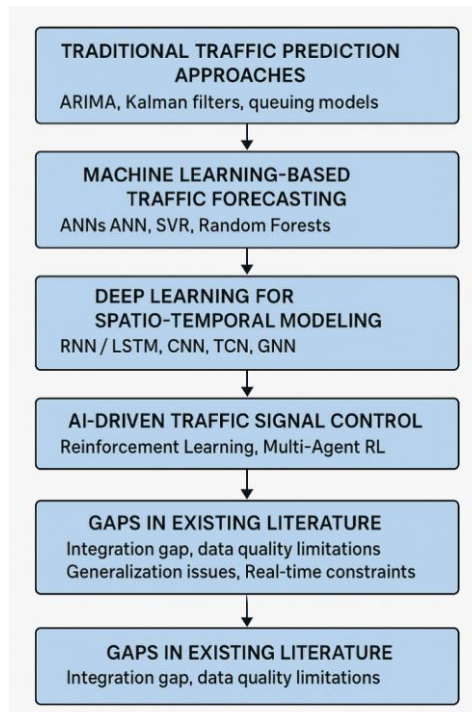 TRADITIONAL TRAFFIC PREDICTION
APPROACHES
ARIMA, Kalman filters, queuing models
MACHINE LEARNING-BASED
TRAFFIC FORECASTING
ANNs ANN, SVR, Random Forests
DEEP LEARNING FOR
SPATIO-TEMPORAL MODELING
RNN / LSTM, CNN, TCN, GNN
AI-DRIVEN TRAFFIC SIGNAL CONTROL
Reinforcement Learning, Multi-Agent RL
GAPS IN EXISTING LITERATURE
Integration gap, data quality limitations
Generalization issues, Real-time constraints
GAPS IN EXISTING LITERATURE
Integration gap, data quality limitations